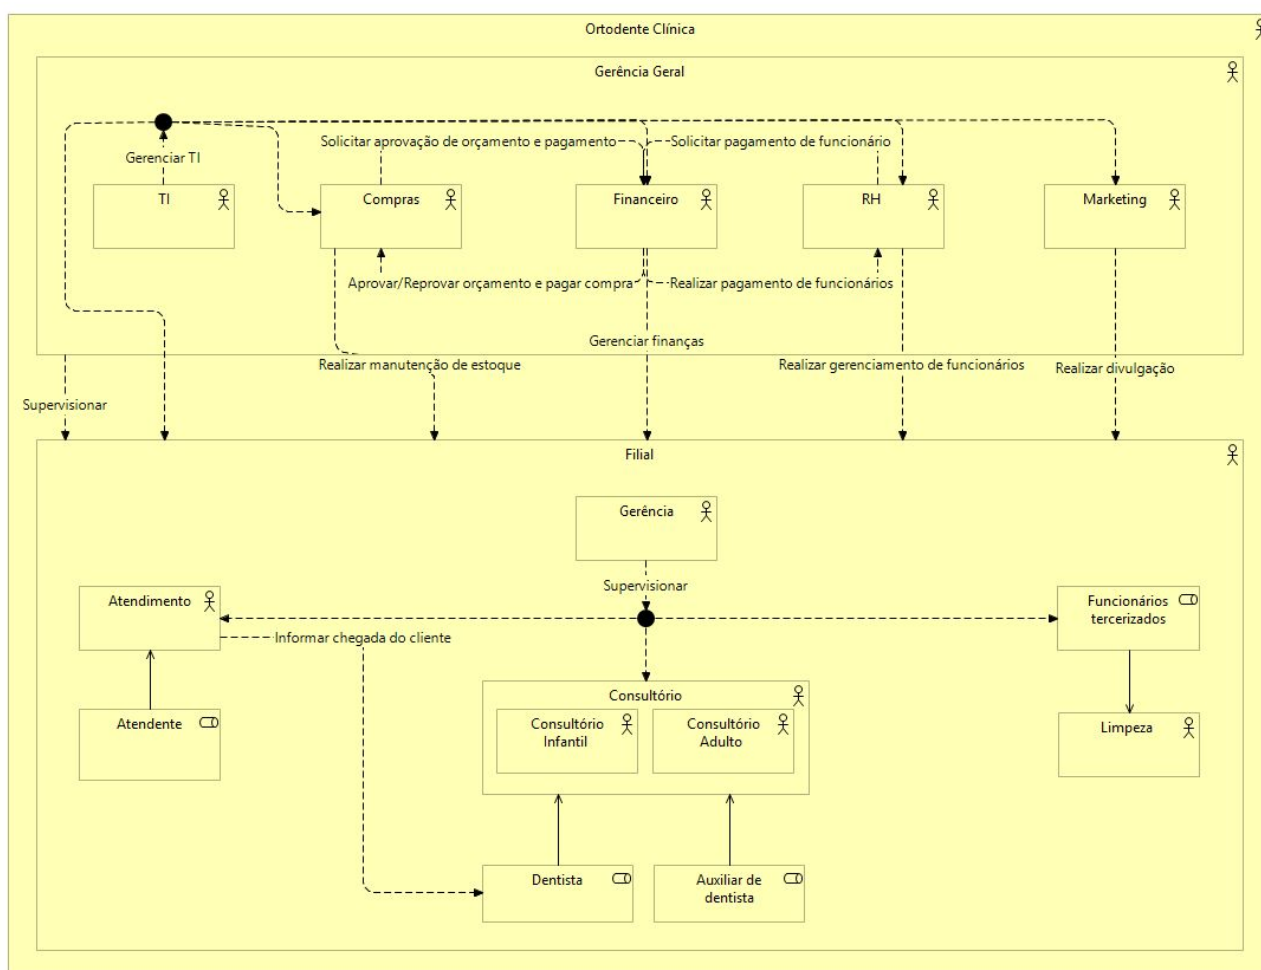 Ortodente Clínica
Gerência Geral
Solicitar aprovação de orçamento e pagamento
Solicitar pagamento de funcionário
Gerenciar TI
TI
Compras
Financeiro
RH
Marketing
Aprovar/Reprovar orçamento e pagar compra
Realizar pagamento de funcionários
Gerenciar finanças
Realizar manutenção de estoque
Realizar gerenciamento de funcionários
Realizar divulgação
Supervisionar
Filial
Gerência
Supervisionar
Atendimento
Funcionários
tercerizados
Informar chegada do cliente
Consultório
Atendente
Consultório
Infantil
Consultório
Adulto
Limpeza
Dentista
Auxiliar de
dentista